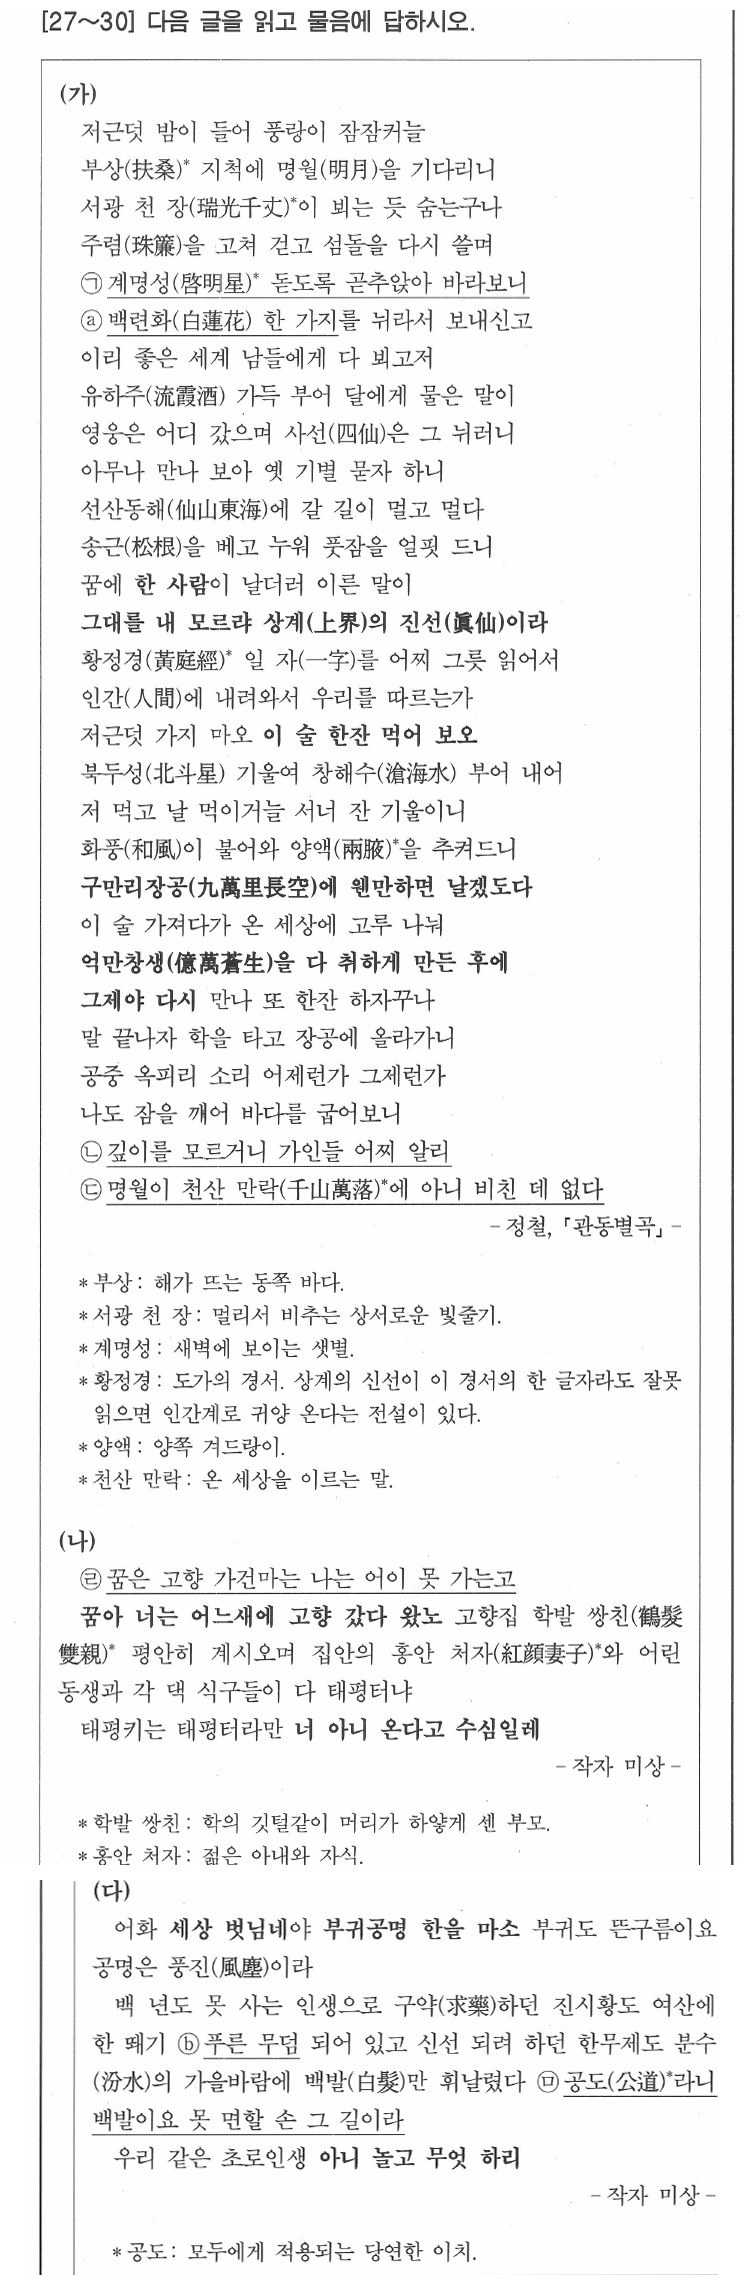 [27~30] 다음 글을 읽고 물음에 답하시오.
(가)
저근덧 밤이 들어 풍랑이 잠잠커늘
부상(扶桑)* 지척에 명월(明月)을 기다리니
서광 천 장(瑞光千丈)*이 뵈는 듯 숨는구나
주렴(珠簾)을 고쳐 걷고 섬돌을 다시 쓸며
㉠ 계명성(啓明星)* 돋도록 곧추앉아 바라보니
ⓐ 백련화(白蓮花) 한 가지를 뉘라서 보내신고
이리 좋은 세계 남들에게 다 뵈고저
유하주(流霞酒) 가득 부어 달에게 물은 말이
영웅은 어디 갔으며 사선(四仙)은 그 뉘러니
아무나 만나 보아 옛 기별 묻자 하니
선산동해(仙山東海)에 갈 길이 멀고 멀다
송근(松根)을 베고 누워 풋잠을 얼핏 드니
꿈에 한 사람이 날더러 이른 말이
그대를 내 모르랴 상계(上界)의 진선(眞仙)이라
황정경(黃庭經)* 일 자(一字)를 어찌 그릇 읽어서
인간(人間)에 내려와서 우리를 따르는가
저근덧 가지 마오 이 술 한잔 먹어 보오
북두성(北斗星) 기울여 창해수(滄海水) 부어 내어
저 먹고 날 먹이거늘 서너 잔 기울이니
화풍(和風)이 불어와 양액(兩腋)*을 추켜드니
구만리장공(九萬里長空)에 웬만하면 날겠도다
이 술 가져다가 온 세상에 고루 나눠
억만창생(億萬蒼生)을 다 취하게 만든 후에
그제야 다시 만나 또 한잔 하자꾸나
말 끝나자 학을 타고 장공에 올라가니
공중 옥피리 소리 어제런가 그제런가
나도 잠을 깨어 바다를 굽어보니
㉡ 깊이를 모르거니 가인들 어찌 알리
㉢ 명월이 천산 만락(千山萬落)*에 아니 비친 데 없다
- 정철, 「관동별곡」 -
* 부상 : 해가 뜨는 동쪽 바다.
* 서광 천 장 : 멀리서 비추는 상서로운 빛줄기.
* 계명성 : 새벽에 보이는 샛별.
* 황정경 : 도가의 경서. 상계의 신선이 이 경서의 한 글자라도 잘못
읽으면 인간계로 귀양 온다는 전설이 있다.
* 양액 : 양쪽 겨드랑이.
* 천산 만락 : 온 세상을 이르는 말.
(나)
㉣ 꿈은 고향 가건마는 나는 어이 못 가는고
꿈아 너는 어느새에 고향 갔다 왔노 고향집 학발 쌍친(鶴髮
雙親)* 평안히 계시오며 집안의 홍안 처자(紅顔妻子)*와 어린
동생과 각 댁 식구들이 다 태평터냐
태평키는 태평터라만 너 아니 온다고 수심일레
- 작자 미상 -
* 학발 쌍친 : 학의 깃털같이 머리가 하얗게 센 부모.
* 홍안 처자 : 젊은 아내와 자식.
(다)
어화 세상 벗님네야 부귀공명 한을 마소 부귀도 뜬구름이요
공명은 풍진(風塵)이라
백 년도 못 사는 인생으로 구약(求藥)하던 진시황도 여산에
한 떼기 ⓑ 푸른 무덤 되어 있고 신선 되려 하던 한무제도 분수
(汾水)의 가을바람에 백발(白髮)만 휘날렸다 ㉤ 공도(公道)*라니
백발이요 못 면할 손 그 길이라
우리 같은 초로인생 아니 놀고 무엇 하리
- 작자 미상 -
* 공도 : 모두에게 적용되는 당연한 이치.